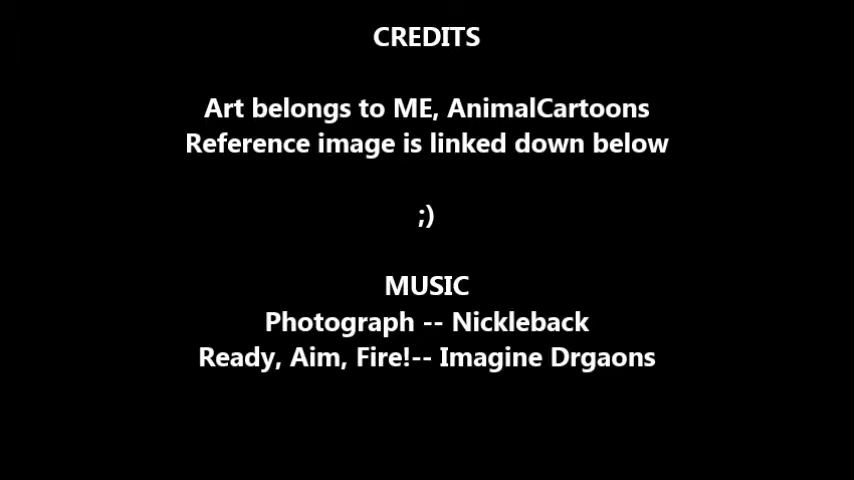 CREDITS
Art belongs to ME, AnimalCartoons
Reference image is linked down below
;)
MUSIC
Photograph -- Nickleback
Ready, Aim, Fire!-- Imagine Drgaons